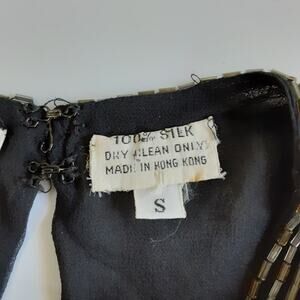 100% SILK
DRY CLEAN ONLY
MADE IN HONG KONG
S